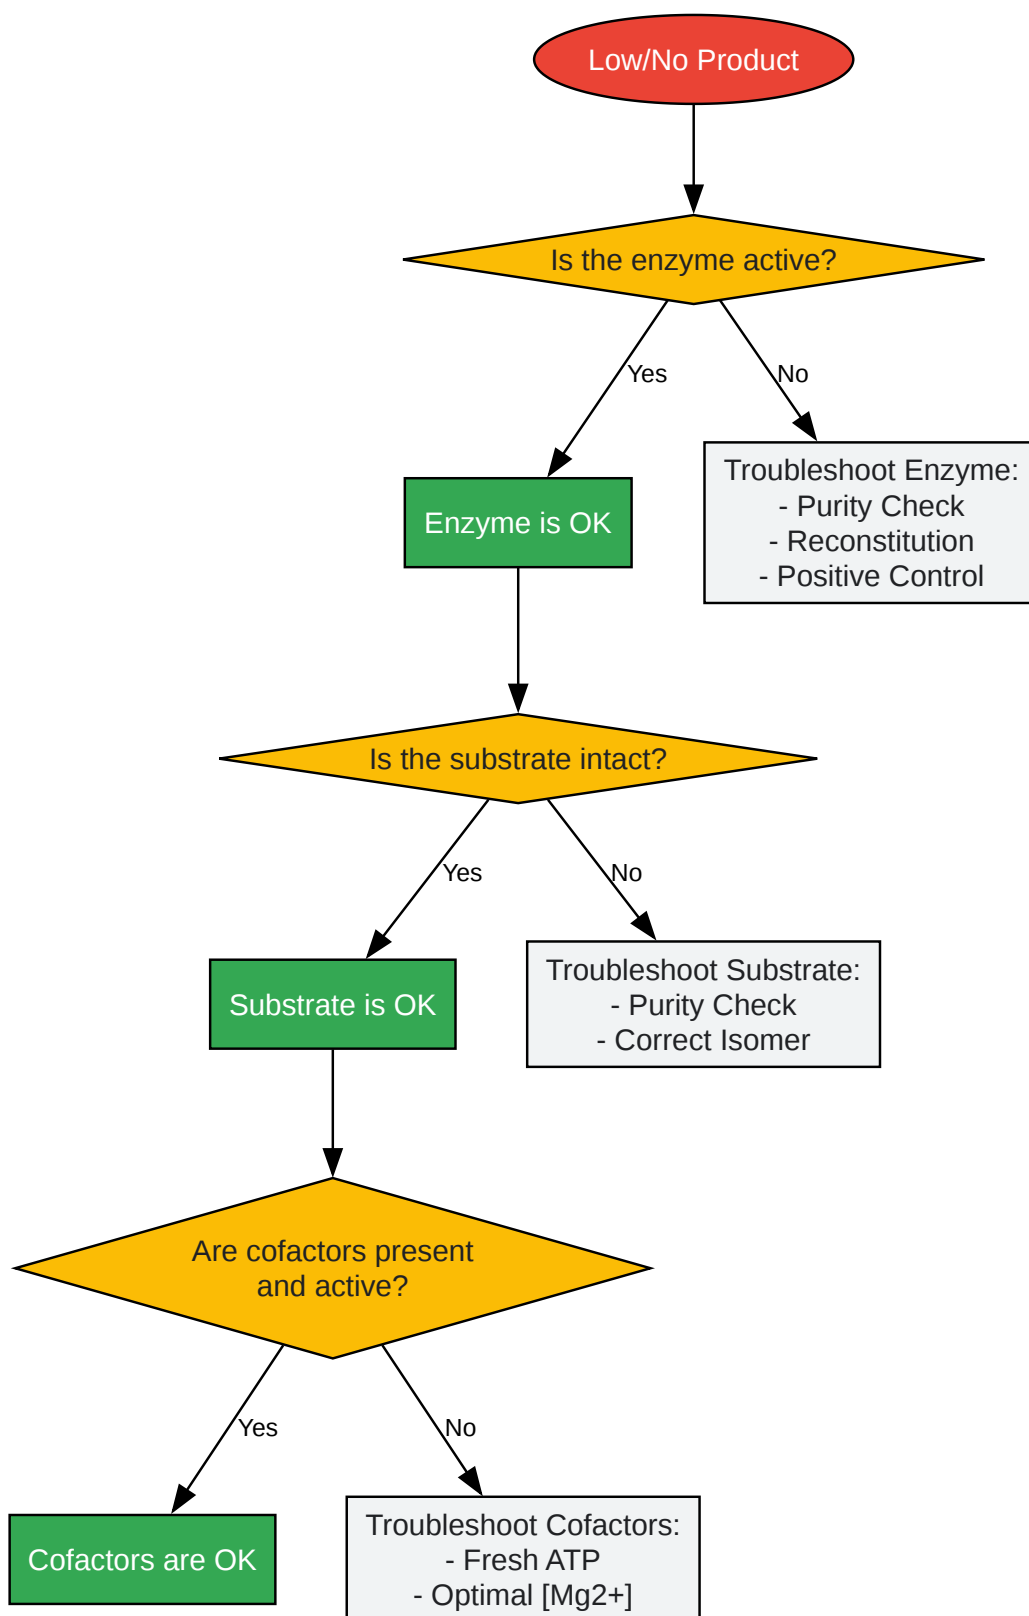 Low/No Product
Is the enzyme active?
Yes
No
Enzyme is OK
Troubleshoot Enzyme:
- Purity Check
- Reconstitution
- Positive Control
Is the substrate intact?
Yes
No
Substrate is OK
Troubleshoot Substrate:
- Purity Check
- Correct Isomer
Are cofactors present
and active?
Yes
No
Cofactors are OK
Troubleshoot Cofactors:
- Fresh ATP
- Optimal [Mg2+]